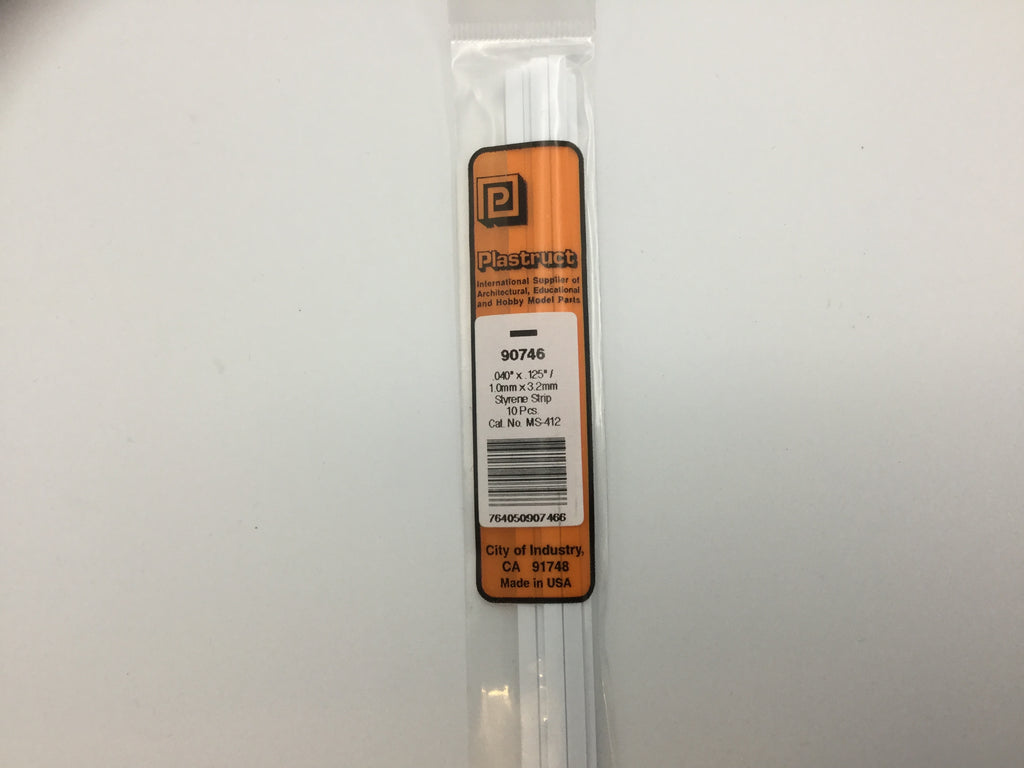 P
Plastruct
International Supplier of
Architectural, Educational
and Hobby Model Parts
90746
.040" x .125" /
1.0mm x 3.2mm
Styrene Strip
10 Pcs.
Cat. No. MS-412
764050907466
City of Industry,
CA 91748
Made in USA